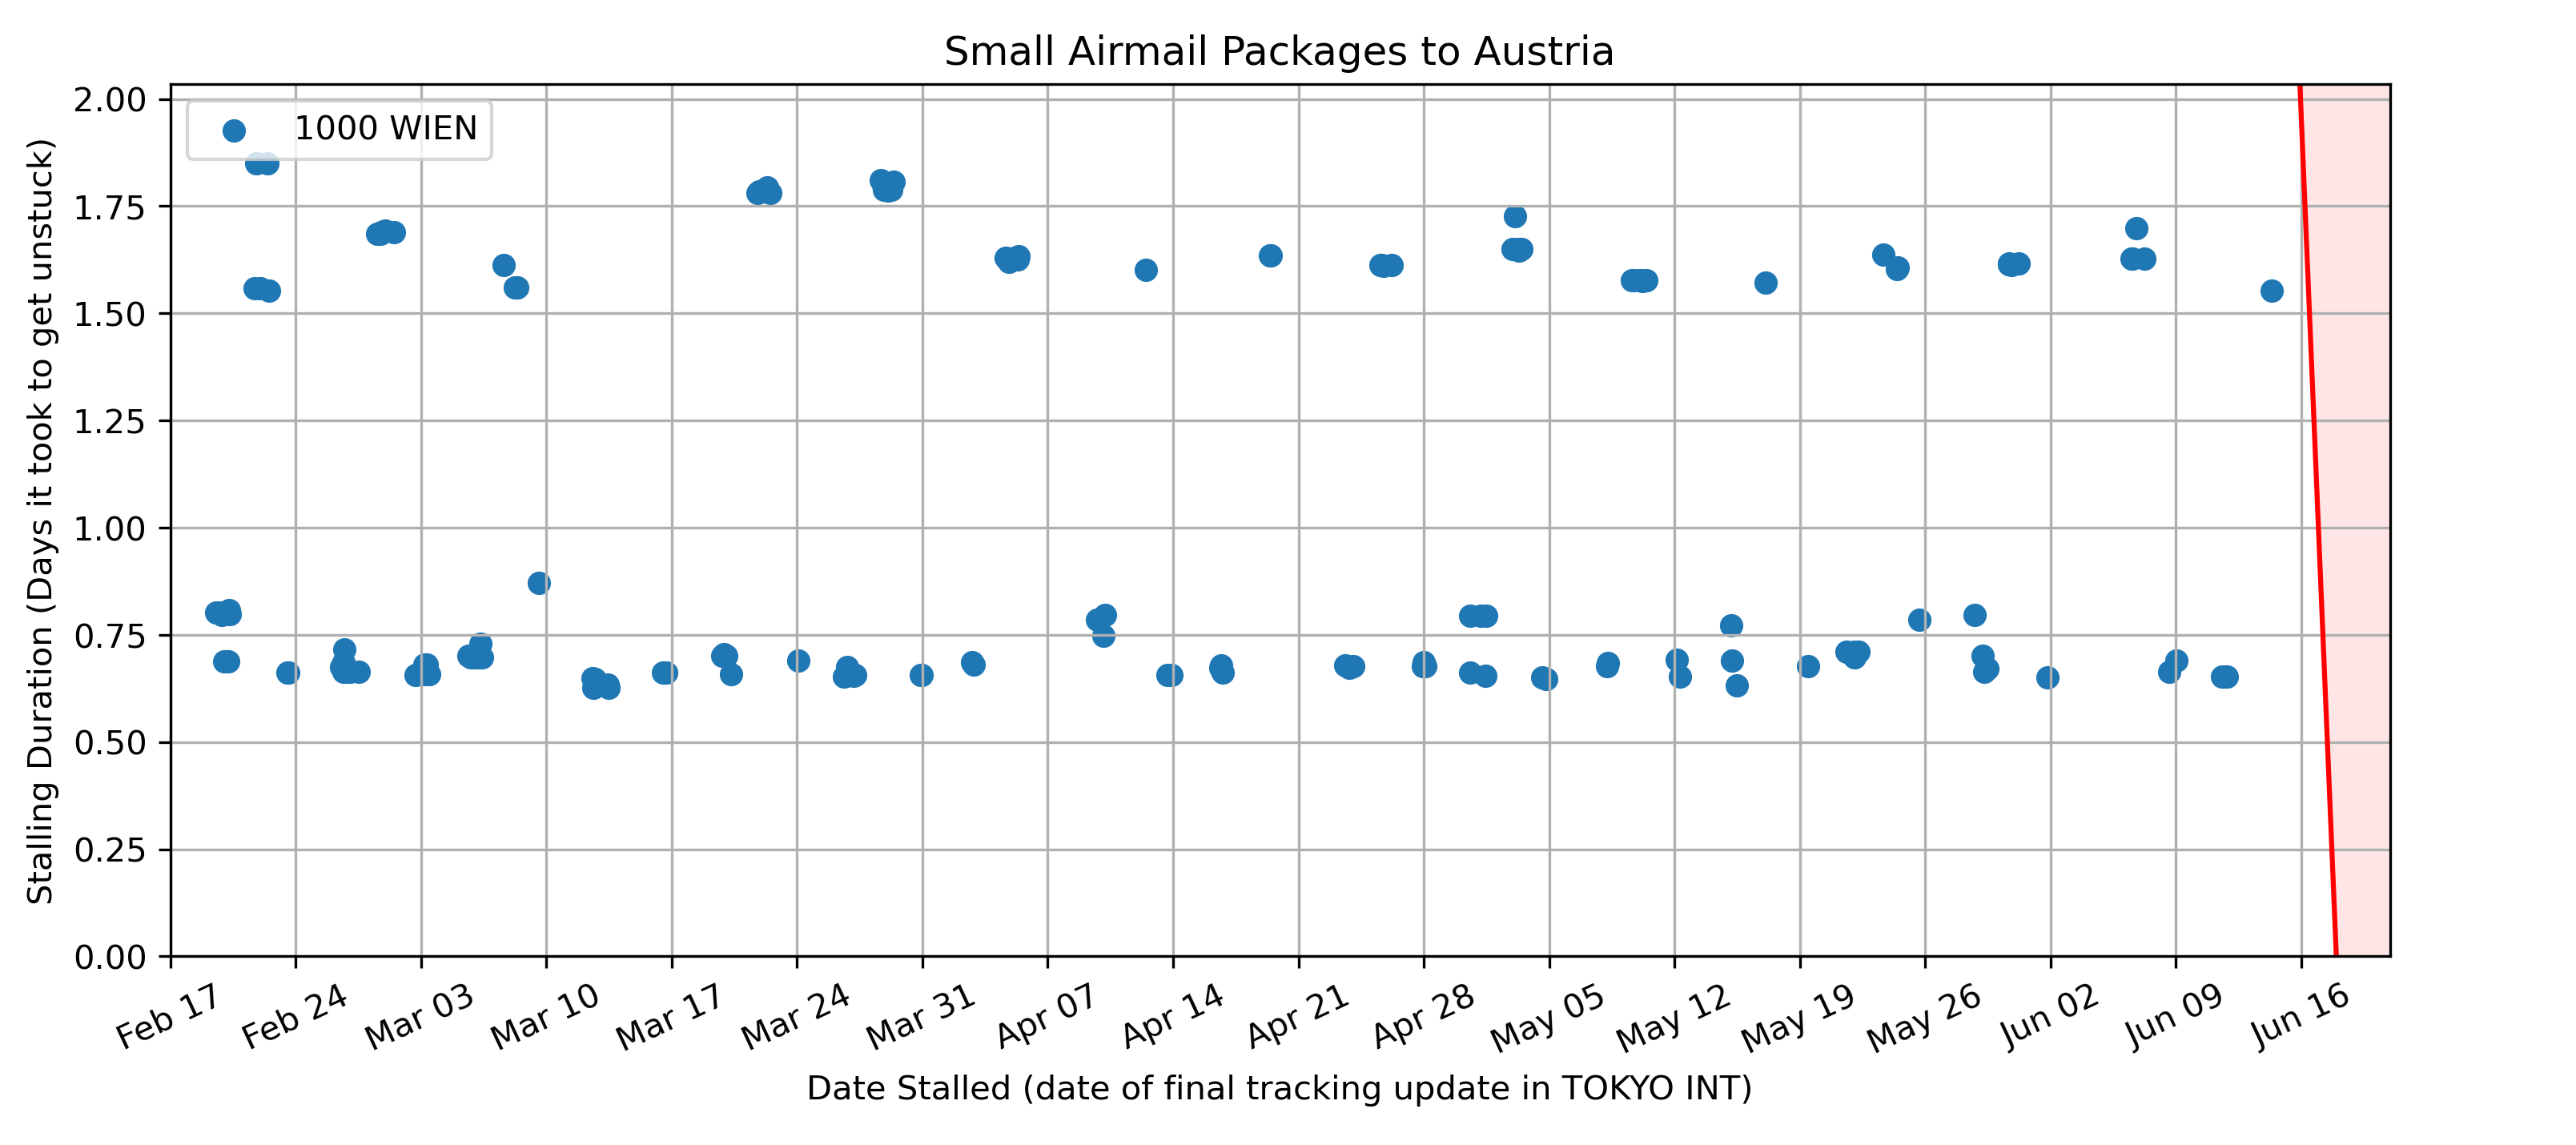 Small Airmail Packages to Austria
1000 WIEN
Stalling Duration (Days it took to get unstuck)
2.00
1.75
1.50
1.25
1.00
0.75
0.50
0.25
0.00
Feb 17
Feb 24
Mar 03
Mar 10
Mar 17
Mar 24
Mar 31
Apr 07
Apr 14
Apr 21
Apr 28
May 05
May 12
May 19
May 26
Jun 02
Jun 09
Jun 16
Date Stalled (date of final tracking update in TOKYO INT)